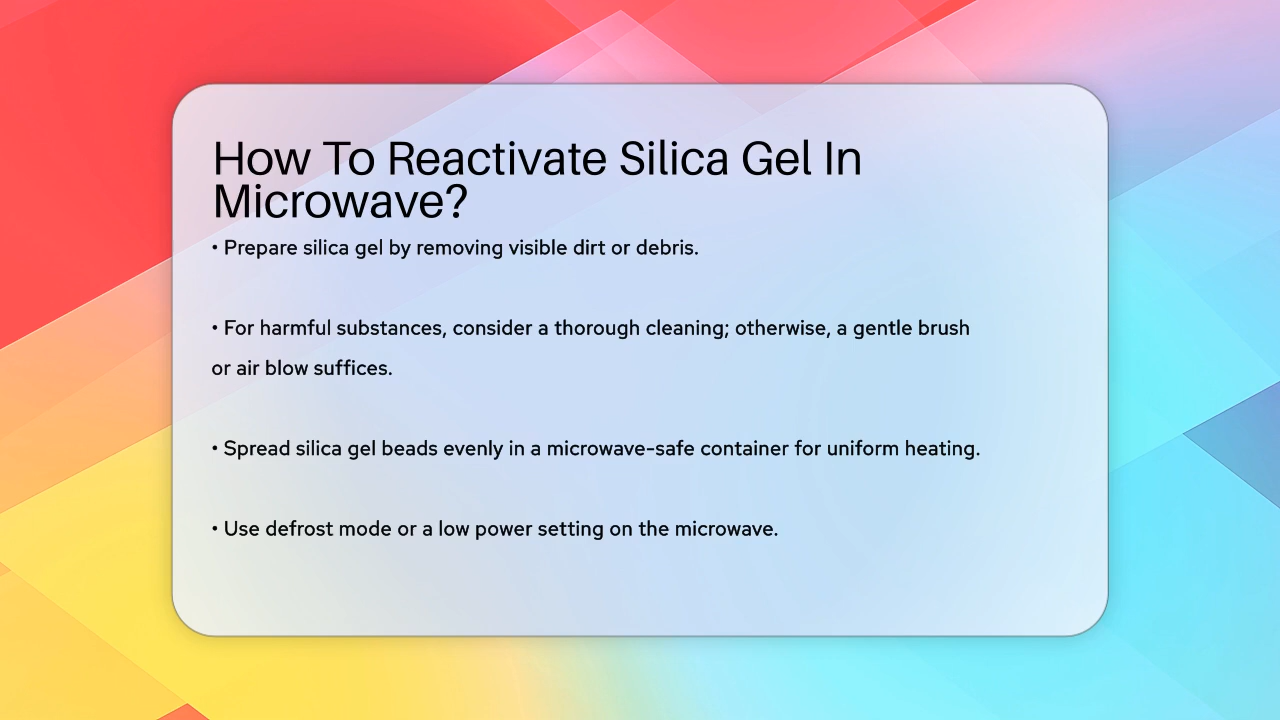 How To Reactivate Silica Gel In
Microwave?
• Prepare silica gel by removing visible dirt or debris.
• For harmful substances, consider a thorough cleaning; otherwise, a gentle brush
or air blow suffices.
• Spread silica gel beads evenly in a microwave-safe container for uniform heating.
• Use defrost mode or a low power setting on the microwave.